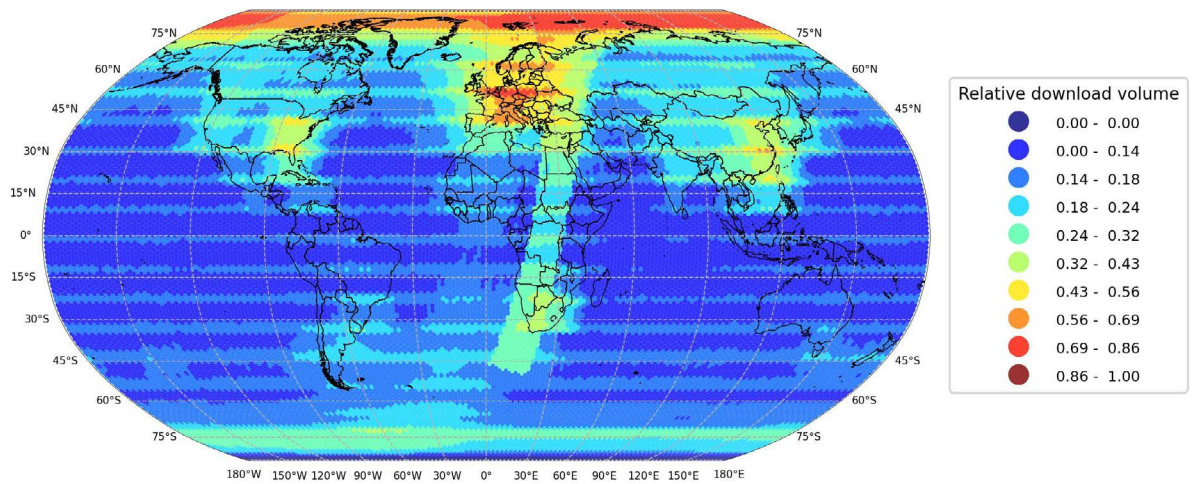 Relative download volume
0.00 - 0.00
0.00 - 0.14
0.14 - 0.18
0.18 - 0.24
0.24 - 0.32
0.32 - 0.43
0.43 - 0.56
0.56 - 0.69
0.69 - 0.86
0.86 - 1.00
75°N 75°N
60°N 60°N
45°N 45°N
30°N 30°N
15°N 15°N
0° 0°
15°S 15°S
30°S 30°S
45°S 45°S
60°S 60°S
75°S 75°S
180°W 150°W 120°W 90°W 60°W 30°W 0° 30°E 60°E 90°E 120°E 150°E 180°E